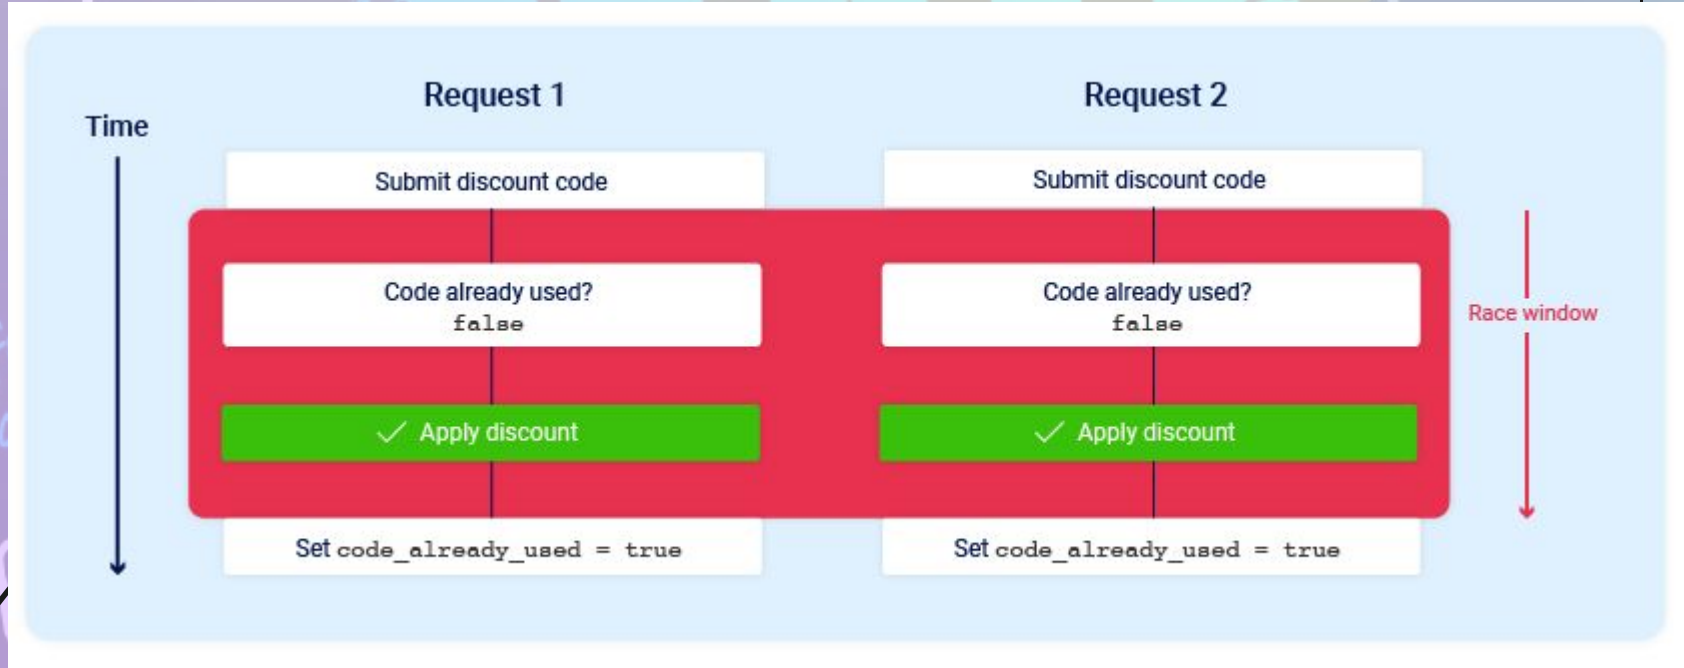 Request 1
Request 2
Time
Submit discount code
Submit discount code
Code already used?
false
Code already used?
false
Race window
Apply discount
Apply discount
Set code_already_used = true
Set code_already_used = true